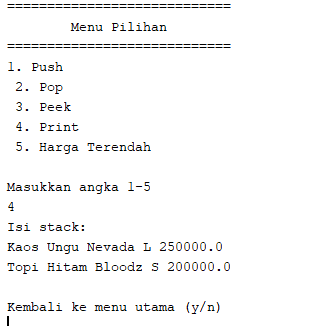 ============================
Menu Pilihan
============================
1. Push
2. Pop
3. Peek
4. Print
5. Harga Terendah
Masukkan angka 1-5
4
Isi stack:
Kaos Ungu Nevada L 250000.0
Topi Hitam Bloodz S 200000.0
Kembali ke menu utama (y/n)